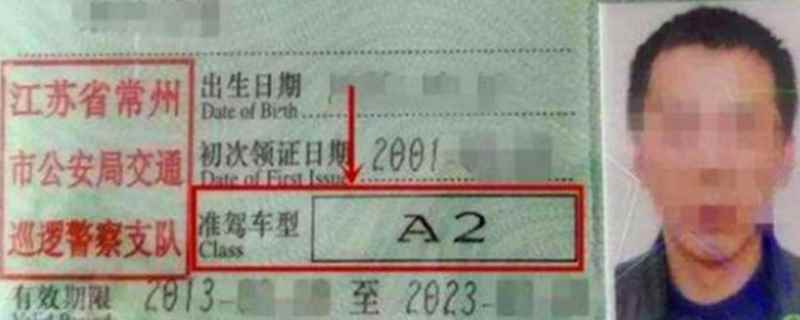 江苏省常州
市公安局交通
巡逻警察支队
出生日期
Date of Birth
初次领证日期 2001-
Date of First Issue
准驾车型 A2
Class
有效期限 2013- 至 2023-